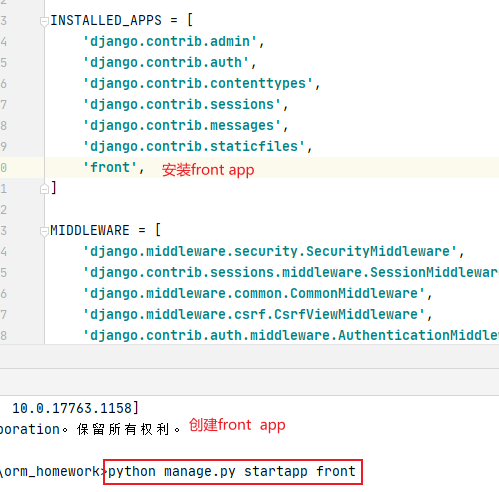 3 INSTALLED_APPS = [
4 'django.contrib.admin',
5 'django.contrib.auth',
6 'django.contrib.contenttypes',
7 'django.contrib.sessions',
8 'django.contrib.messages',
9 'django.contrib.staticfiles',
0 'front', 安装front app
1 ]
2
3 MIDDLEWARE = [
4 'django.middleware.security.SecurityMiddleware',
5 'django.contrib.sessions.middleware.SessionMiddlewar
6 'django.middleware.common.CommonMiddleware',
7 'django.middleware.csrf.CsrfViewMiddleware',
8 'django.contrib.auth.middleware.AuthenticationMiddle
10.0.17763.1158]
poration。保留所有权利。 创建front app
\orm_homework>python manage.py startapp front